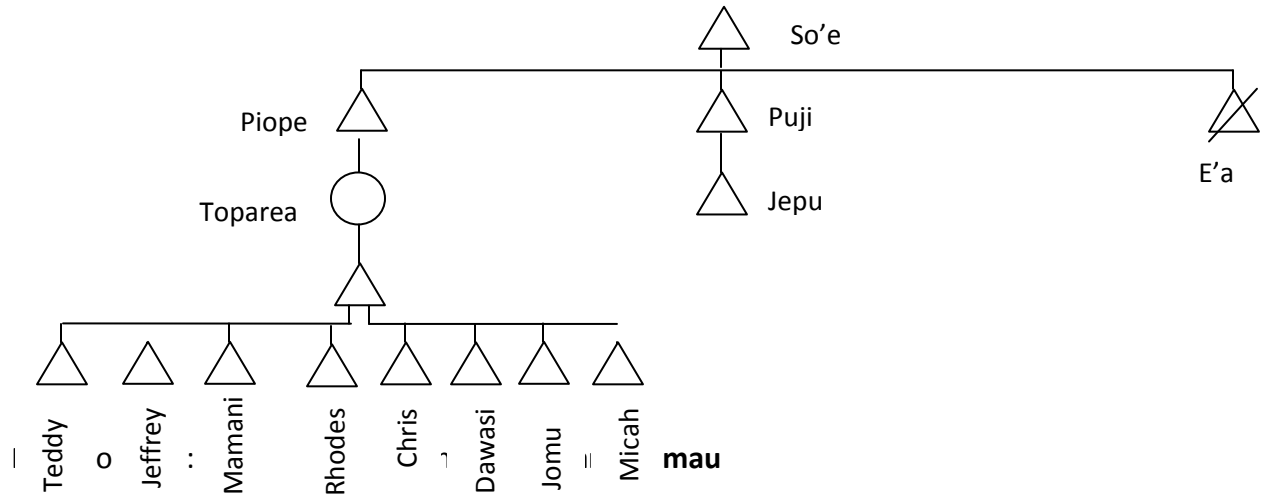 So’e
Piope
Puji
E’a
Toparea
Jepu
Teddy
Jeffrey
Mamani
Rhodes
Chris
Dawasi
Jomu
Micah
o : mau